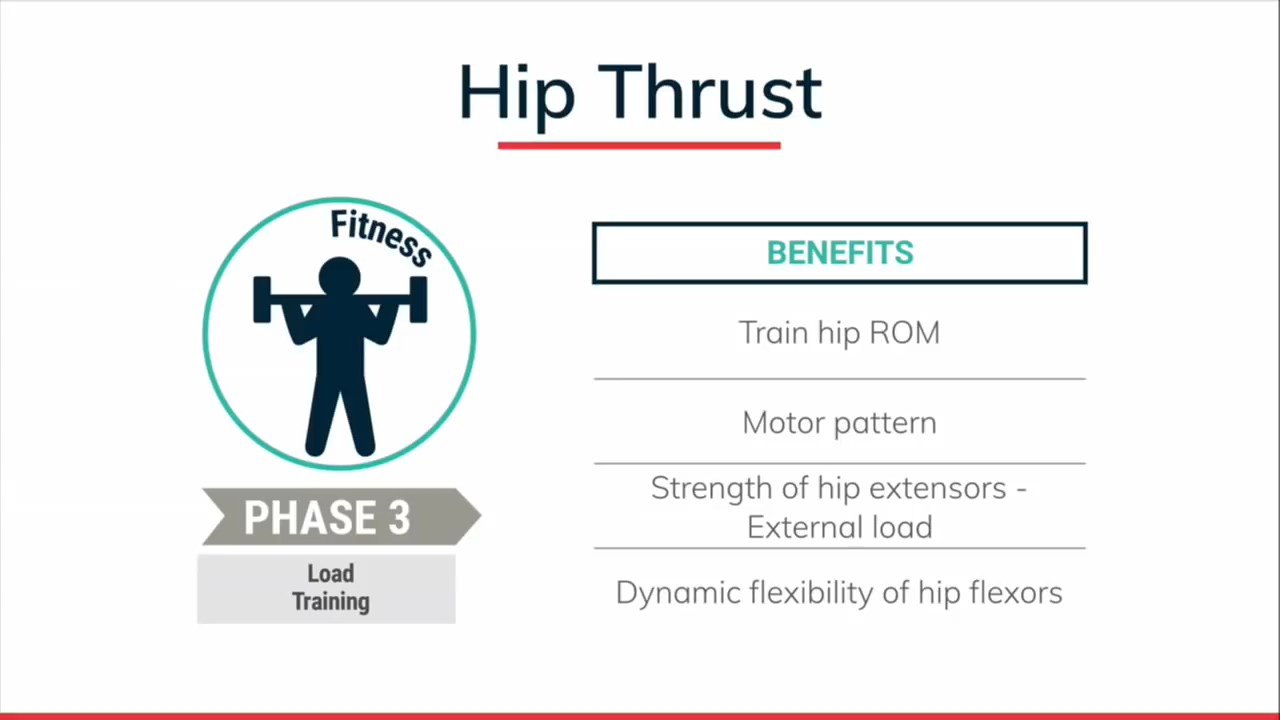 Hip Thrust
Fitness
PHASE 3
Load
Training
BENEFITS
Train hip ROM
Motor pattern
Strength of hip extensors -
External load
Dynamic flexibility of hip flexors